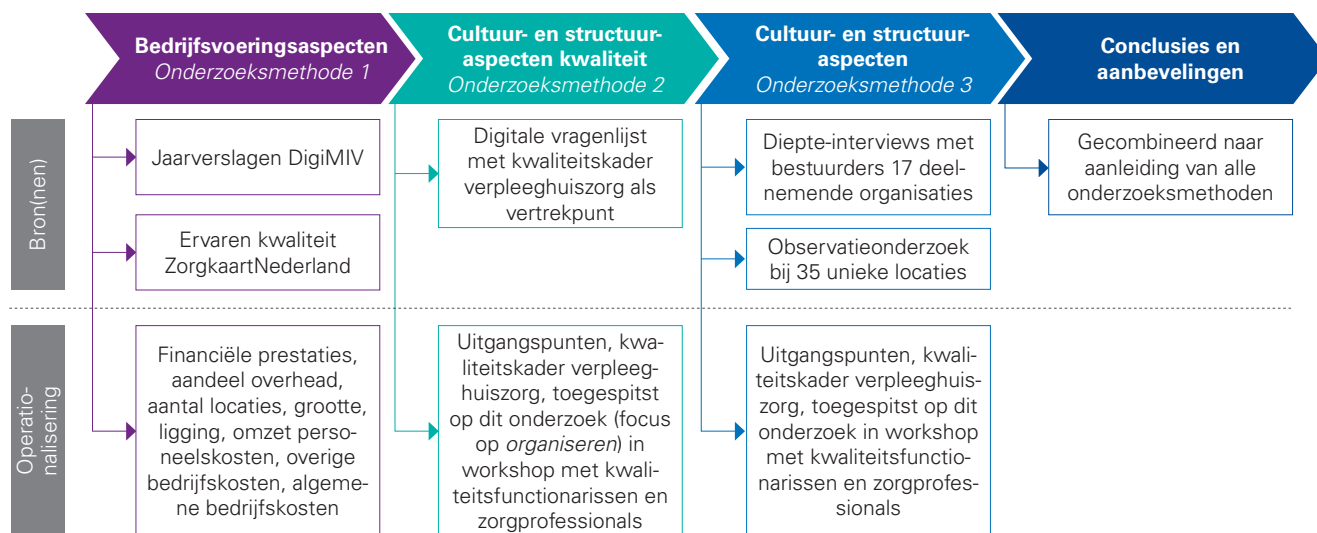 Bedrijfsvoeringsaspecten
Onderzoeksmethode 1
Cultuur- en structuur-
aspecten kwaliteit
Onderzoeksmethode 2
Cultuur- en structuur-
aspecten
Onderzoeksmethode 3
Conclusies en
aanbevelingen
Bron(nen)
Jaarverslagen DigiMIV
Ervaren kwaliteit
ZorgkaartNederland
Digitale vragenlijst
met kwaliteitskader
verpleeghuiszorg als
vertrekpunt
Diepte-interviews met
bestuurders 17 deel-
nemende organisaties
Observatieonderzoek
bij 35 unieke locaties
Gecombineerd naar
aanleiding van alle
onderzoeksmethoden
Operatio-
nalisering
Financiële prestaties,
aandeel overhead,
aantal locaties, grootte,
ligging, omzet perso-
neelskosten, overige
bedrijfskosten, algeme-
ne bedrijfskosten
Uitgangspunten, kwa-
liteitskader verpleeg-
huiszorg, toegespitst
op dit onderzoek (focus
op organiseren) in
workshop met kwali-
teitsfunctionarissen en
zorgprofessionals
Uitgangspunten, kwali-
teitskader verpleeghuis-
zorg, toegespitst op dit
onderzoek in workshop
met kwaliteitsfunctio-
narissen en zorgprofes-
sionals